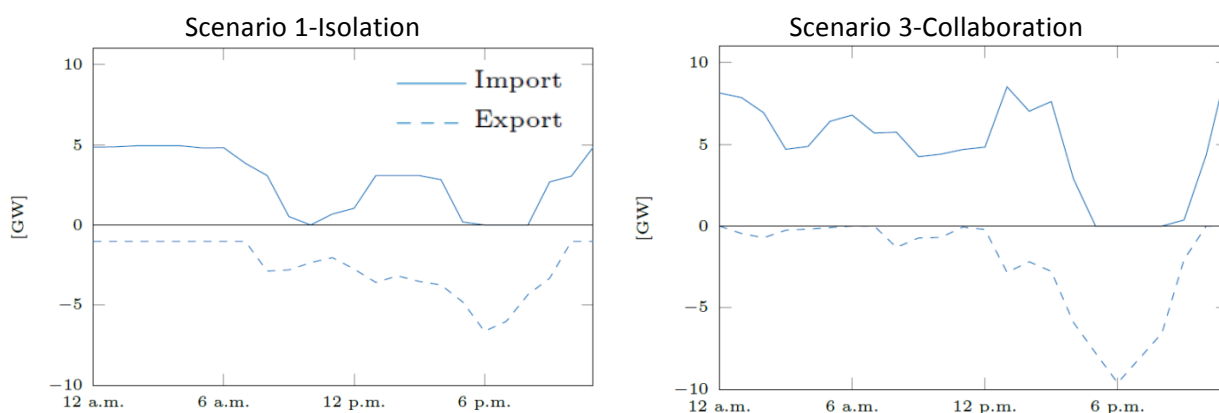 Scenario 1-Isolation
10
5
0
−5
−10
[GW]
Import
Export
12 a.m.
6 a.m.
12 p.m.
6 p.m.
Scenario 3-Collaboration
10
5
0
−5
−10
[GW]
12 a.m.
6 a.m.
12 p.m.
6 p.m.